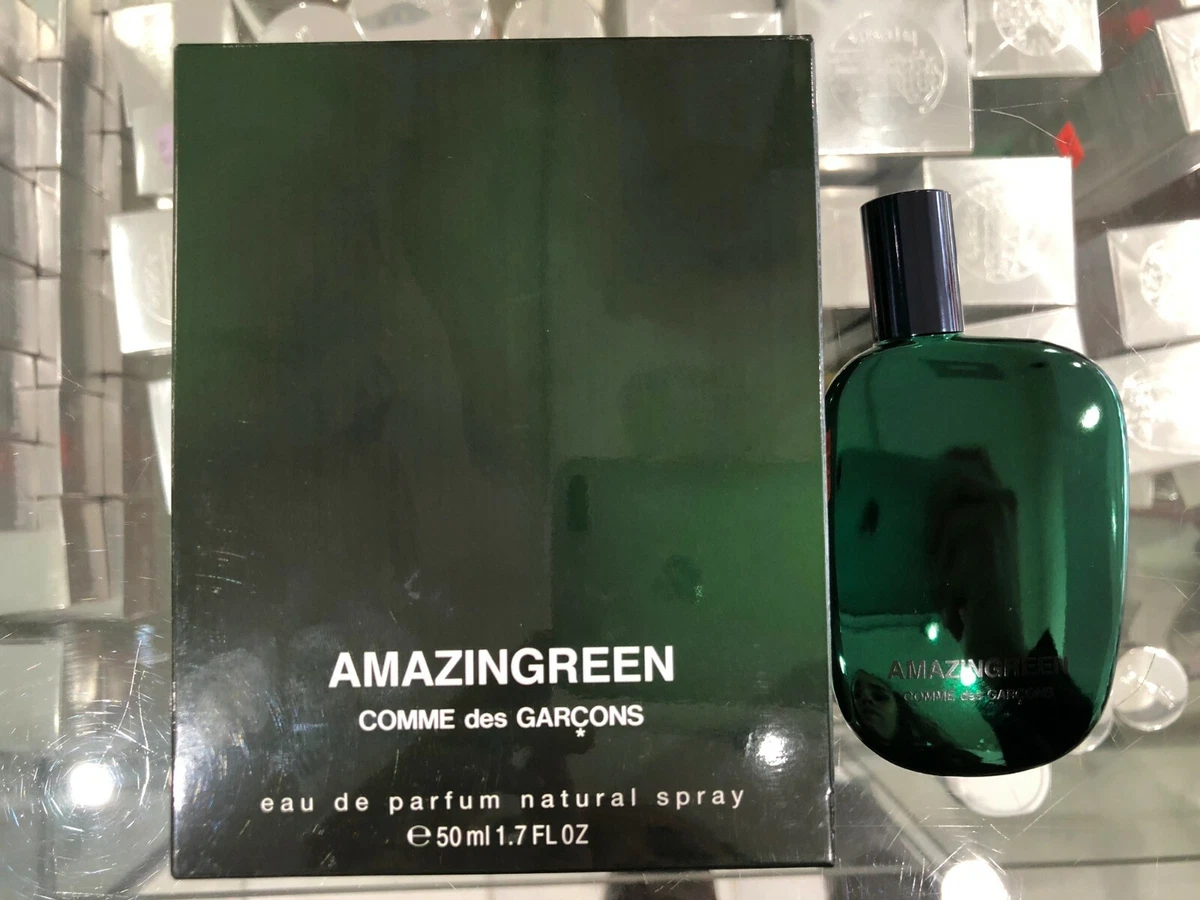 AMAZINGREEN
COMME des GARÇONS
*
eau de parfum natural spray
℮50 ml 1.7 FL OZ
AMAZINGREEN
COMME des GARÇONS